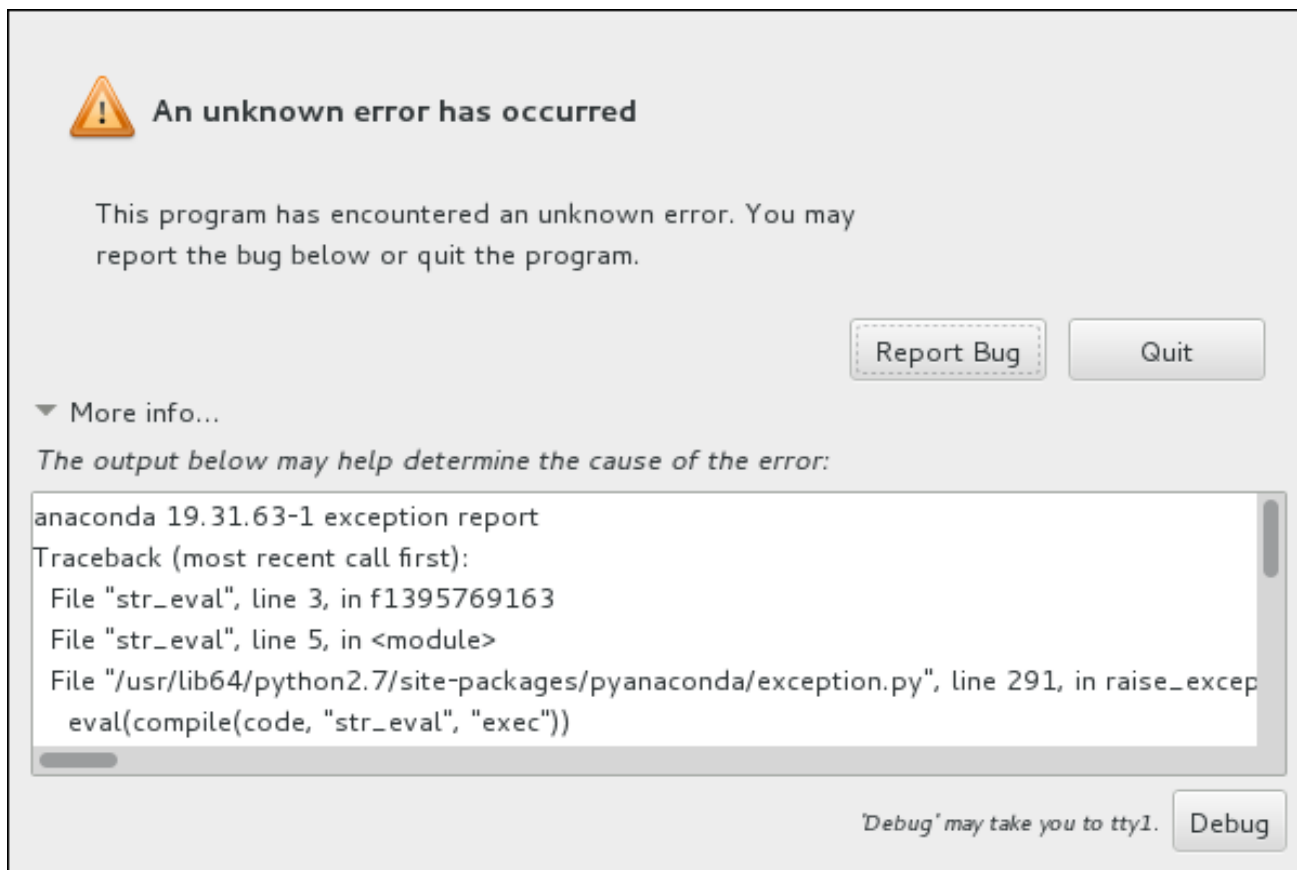 An unknown error has occurred
This program has encountered an unknown error. You may
report the bug below or quit the program.
Report Bug
Quit
More info...
The output below may help determine the cause of the error:
anaconda 19.31.63-1 exception report
Traceback (most recent call first):
File "str_eval", line 3, in f1395769163
File "str_eval", line 5, in <module>
File "/usr/lib64/python2.7/site-packages/pyanaconda/exception.py", line 291, in raise_excep
eval(compile(code, "str_eval", "exec"))
'Debug' may take you to tty1.
Debug